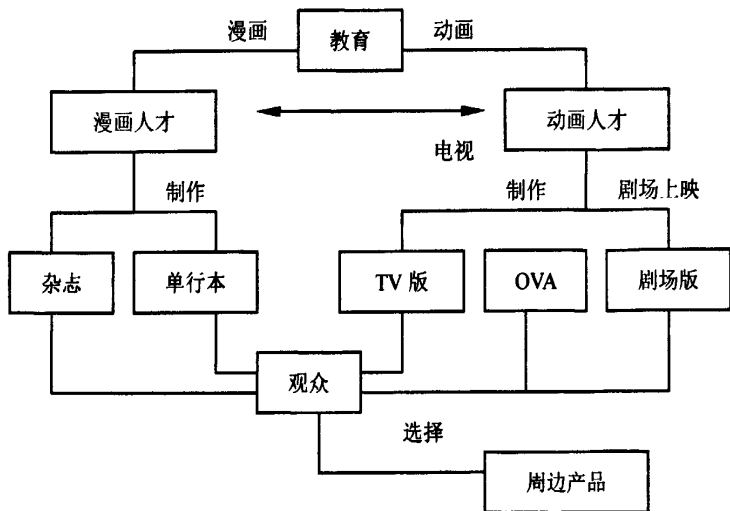 漫画
教育
动画
漫画人才
动画人才
电视
制作
制作
剧场上映
杂志
单行本
TV 版
OVA
剧场版
观众
选择
周边产品